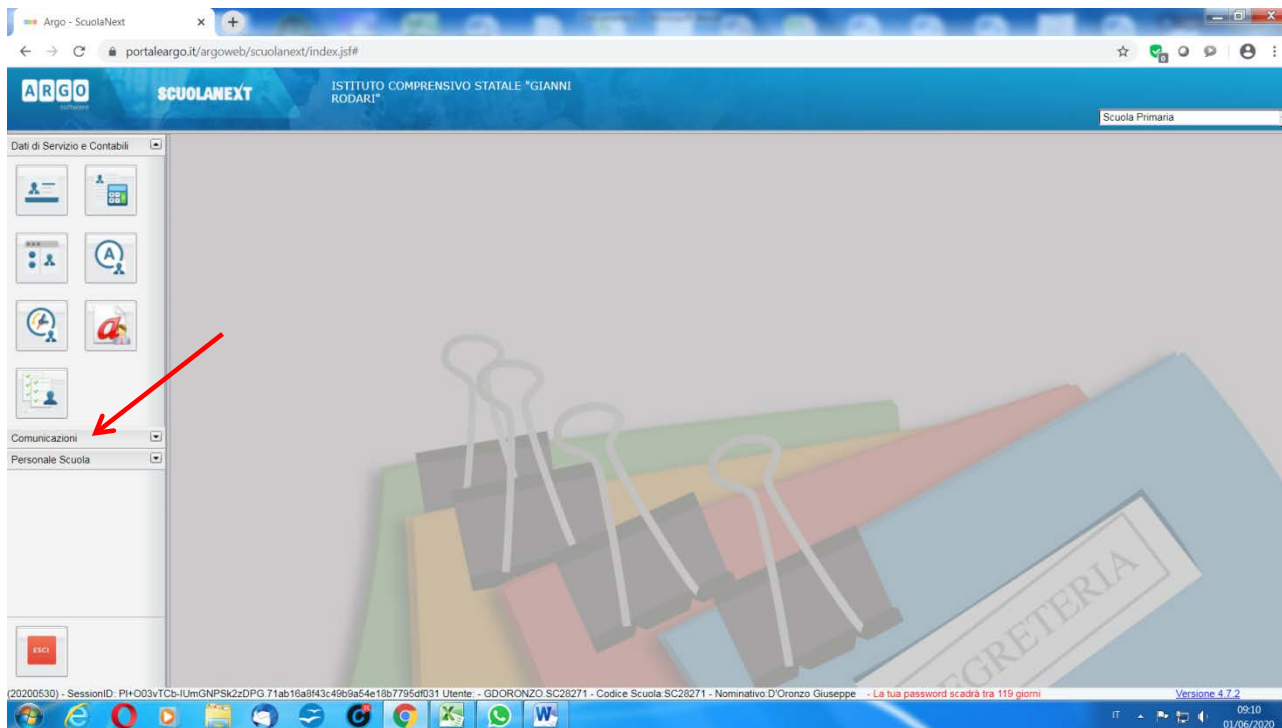 Argo - ScuolaNext
portaleargo.it/argoweb/scuolanext/index.jsf#
ARGO
software
SCUOLANEXT
ISTITUTO COMPRENSIVO STATALE "GIANNI
RODARI"
Scuola Primaria
Dati di Servizio e Contabili
Comunicazioni
Personale Scuola
ESCI
EGRETERIA
(20200530) - SessionID: PI+O03vTCb-IUmGNPSk2zDPG.71ab16a8f43c49b9a54e18b7795df031 Utente: - GDORONZO.SC28271 - Codice Scuola:SC28271 - Nominativo:D'Oronzo Giuseppe - La tua password scadrà tra 119 giorni
Versione 4.7.2
IT
09:10
01/06/2020